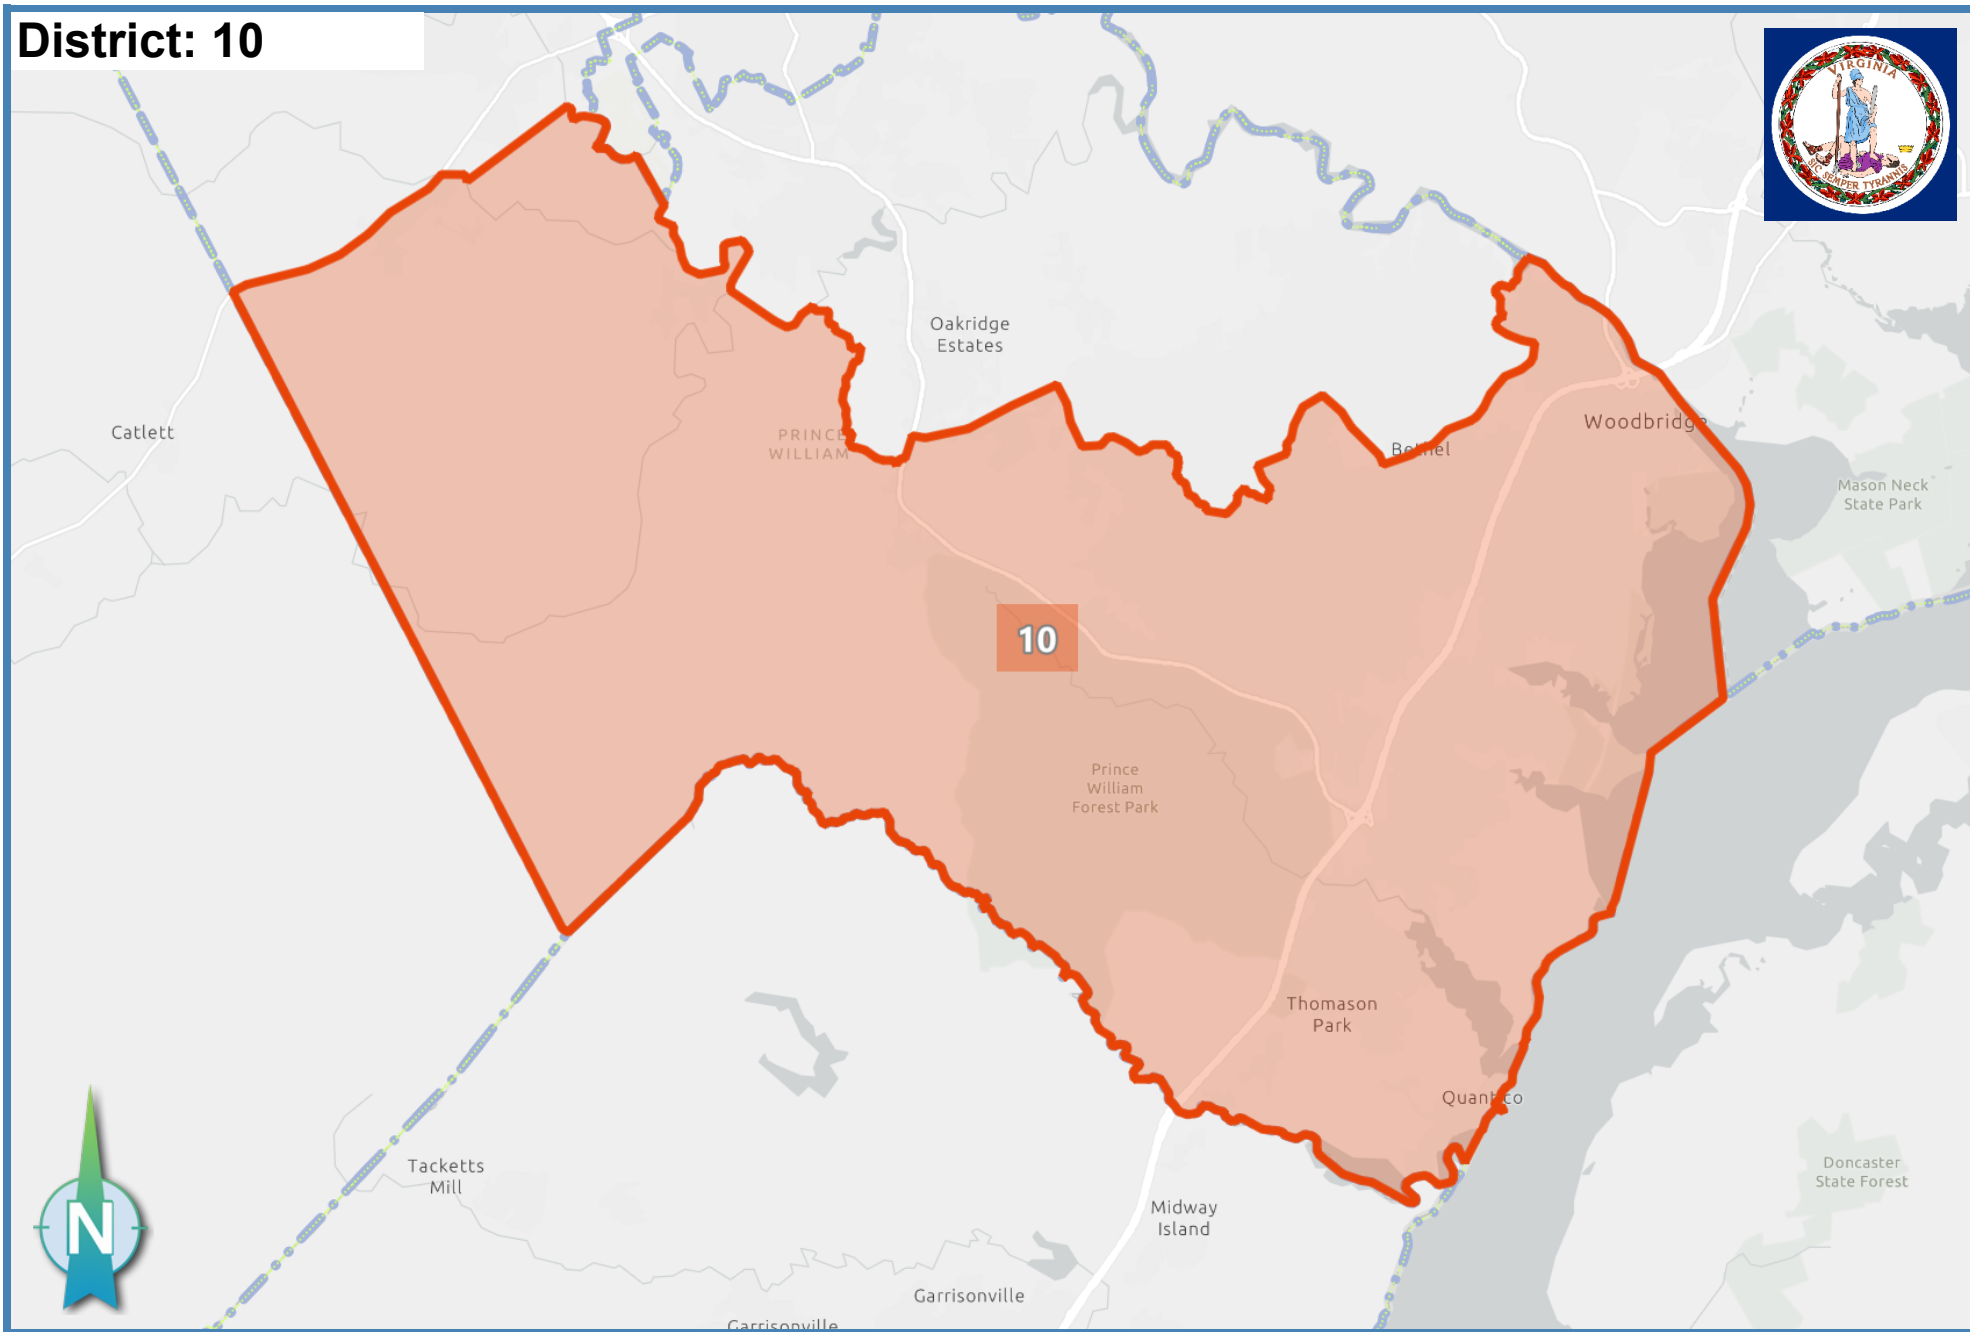 District: 10
VIRGINIA
SIC SEMPER TYRANNIS
Oakridge
Estates
Catlett
PRINCE
WILLIAM
Woodbridge
Bethel
Mason Neck
State Park
10
Prince
William
Forest Park
Thomason
Park
Quantico
Tacketts
Mill
Doncaster
State Forest
Midway
Island
N
Garrisonville
Garrisonville